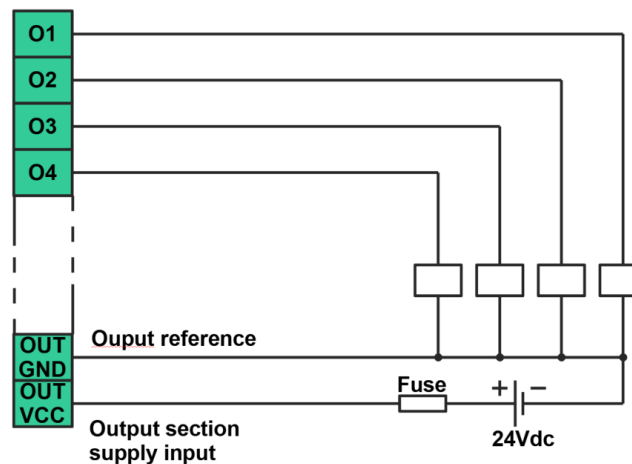 O1
O2
O3
O4
OUT
GND
Ouput reference
OUT
VCC
Output section
supply input
Fuse
+ −
24Vdc